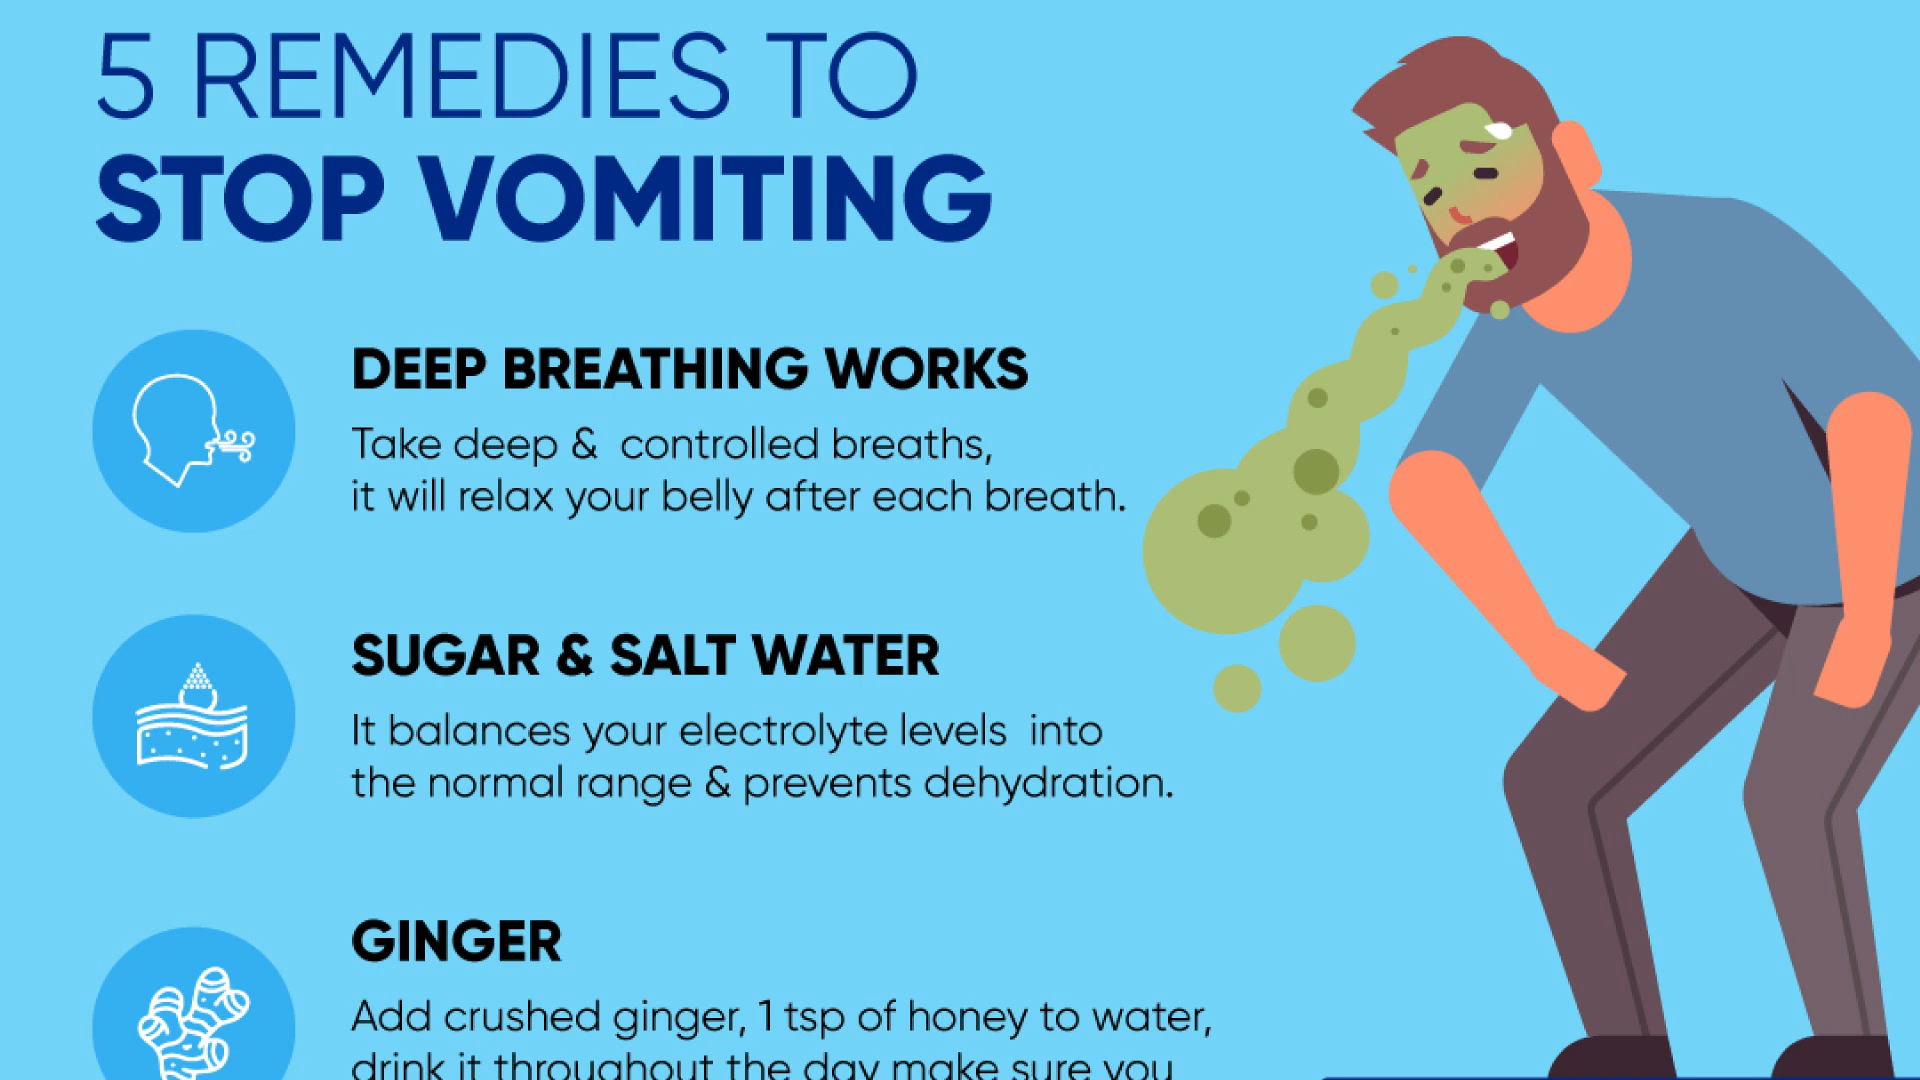 5 REMEDIES TO
STOP VOMITING
DEEP BREATHING WORKS
Take deep & controlled breaths,
it will relax your belly after each breath.
SUGAR & SALT WATER
It balances your electrolyte levels into
the normal range & prevents dehydration.
GINGER
Add crushed ginger, 1 tsp of honey to water,
drink it throughout the day make sure you